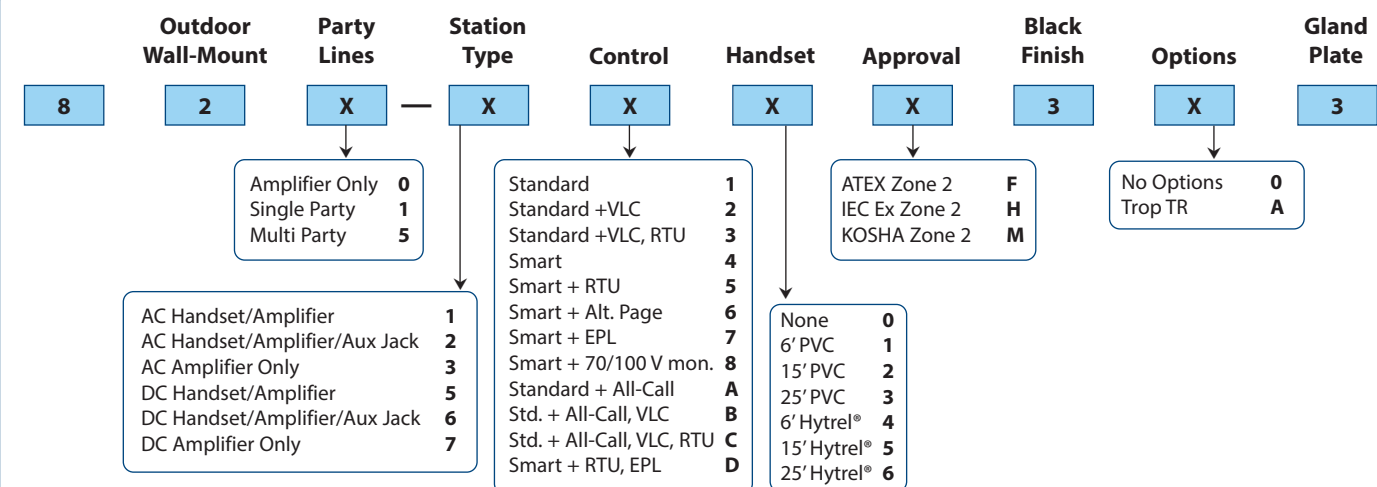 Outdoor Wall-Mount
Party Lines
Station Type
Control
Handset
Approval
Black Finish
Options
Gland Plate
8 2 X — X X X X 3 X 3
Amplifier Only 0
Single Party 1
Multi Party 5
AC Handset/Amplifier 1
AC Handset/Amplifier/Aux Jack 2
AC Amplifier Only 3
DC Handset/Amplifier 5
DC Handset/Amplifier/Aux Jack 6
DC Amplifier Only 7
Standard 1
Standard +VLC 2
Standard +VLC, RTU 3
Smart 4
Smart + RTU 5
Smart + Alt. Page 6
Smart + EPL 7
Smart + 70/100 V mon. 8
Standard + All-Call A
Std. + All-Call, VLC B
Std. + All-Call, VLC, RTU C
Smart + RTU, EPL D
None 0
6' PVC 1
15' PVC 2
25' PVC 3
6' Hytrel® 4
15' Hytrel® 5
25' Hytrel® 6
ATEX Zone 2 F
IEC Ex Zone 2 H
KOSHA Zone 2 M
No Options 0
Trop TR A